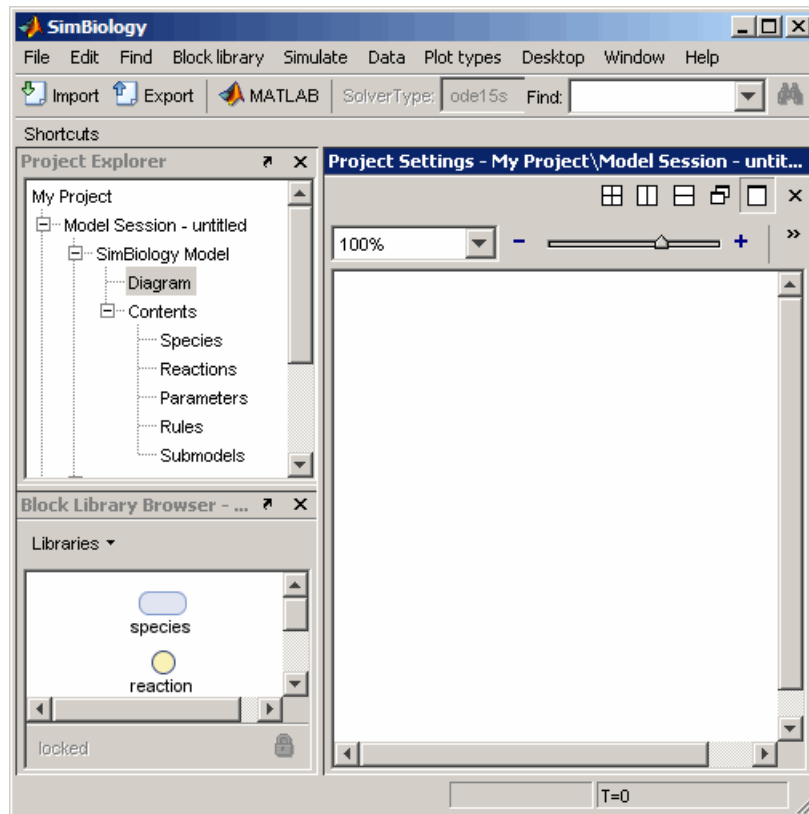 SimBiology
File Edit Find Block library Simulate Data Plot types Desktop Window Help
Import Export MATLAB SolverType: ode15s Find:
Shortcuts
Project Explorer
My Project
Model Session - untitled
SimBiology Model
Diagram
Contents
Species
Reactions
Parameters
Rules
Submodels
Block Library Browser - ...
Libraries
species
reaction
locked
Project Settings - My Project\Model Session - untit...
100%
T=0